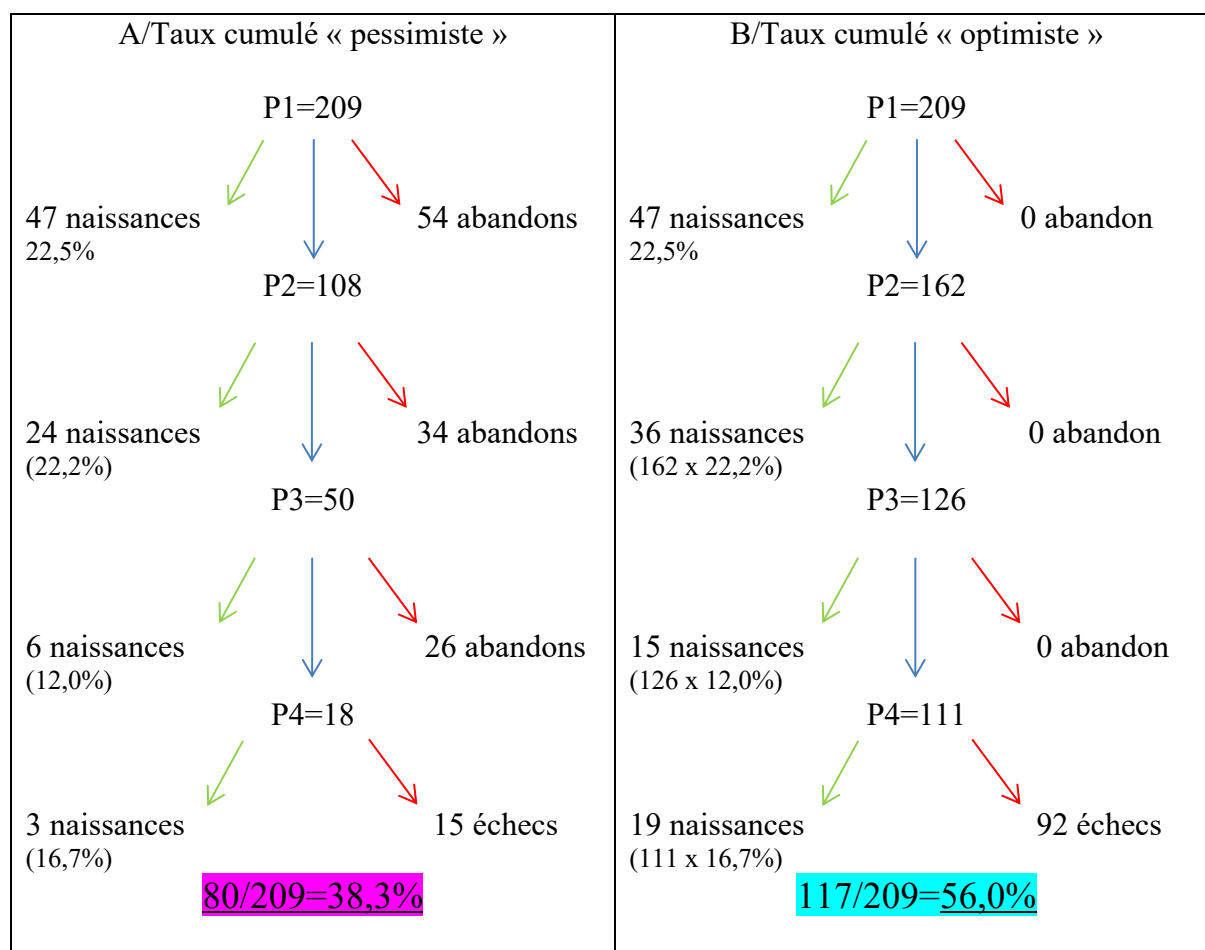 A/Taux cumulé « pessimiste »
P1=209
47 naissances
22,5%
54 abandons
P2=108
24 naissances
(22,2%)
34 abandons
P3=50
6 naissances
(12,0%)
26 abandons
P4=18
3 naissances
(16,7%)
15 échecs
80/209=38,3%
B/Taux cumulé « optimiste »
P1=209
47 naissances
22,5%
0 abandon
P2=162
36 naissances
(162 x 22,2%)
0 abandon
P3=126
15 naissances
(126 x 12,0%)
0 abandon
P4=111
19 naissances
(111 x 16,7%)
92 échecs
117/209=56,0%